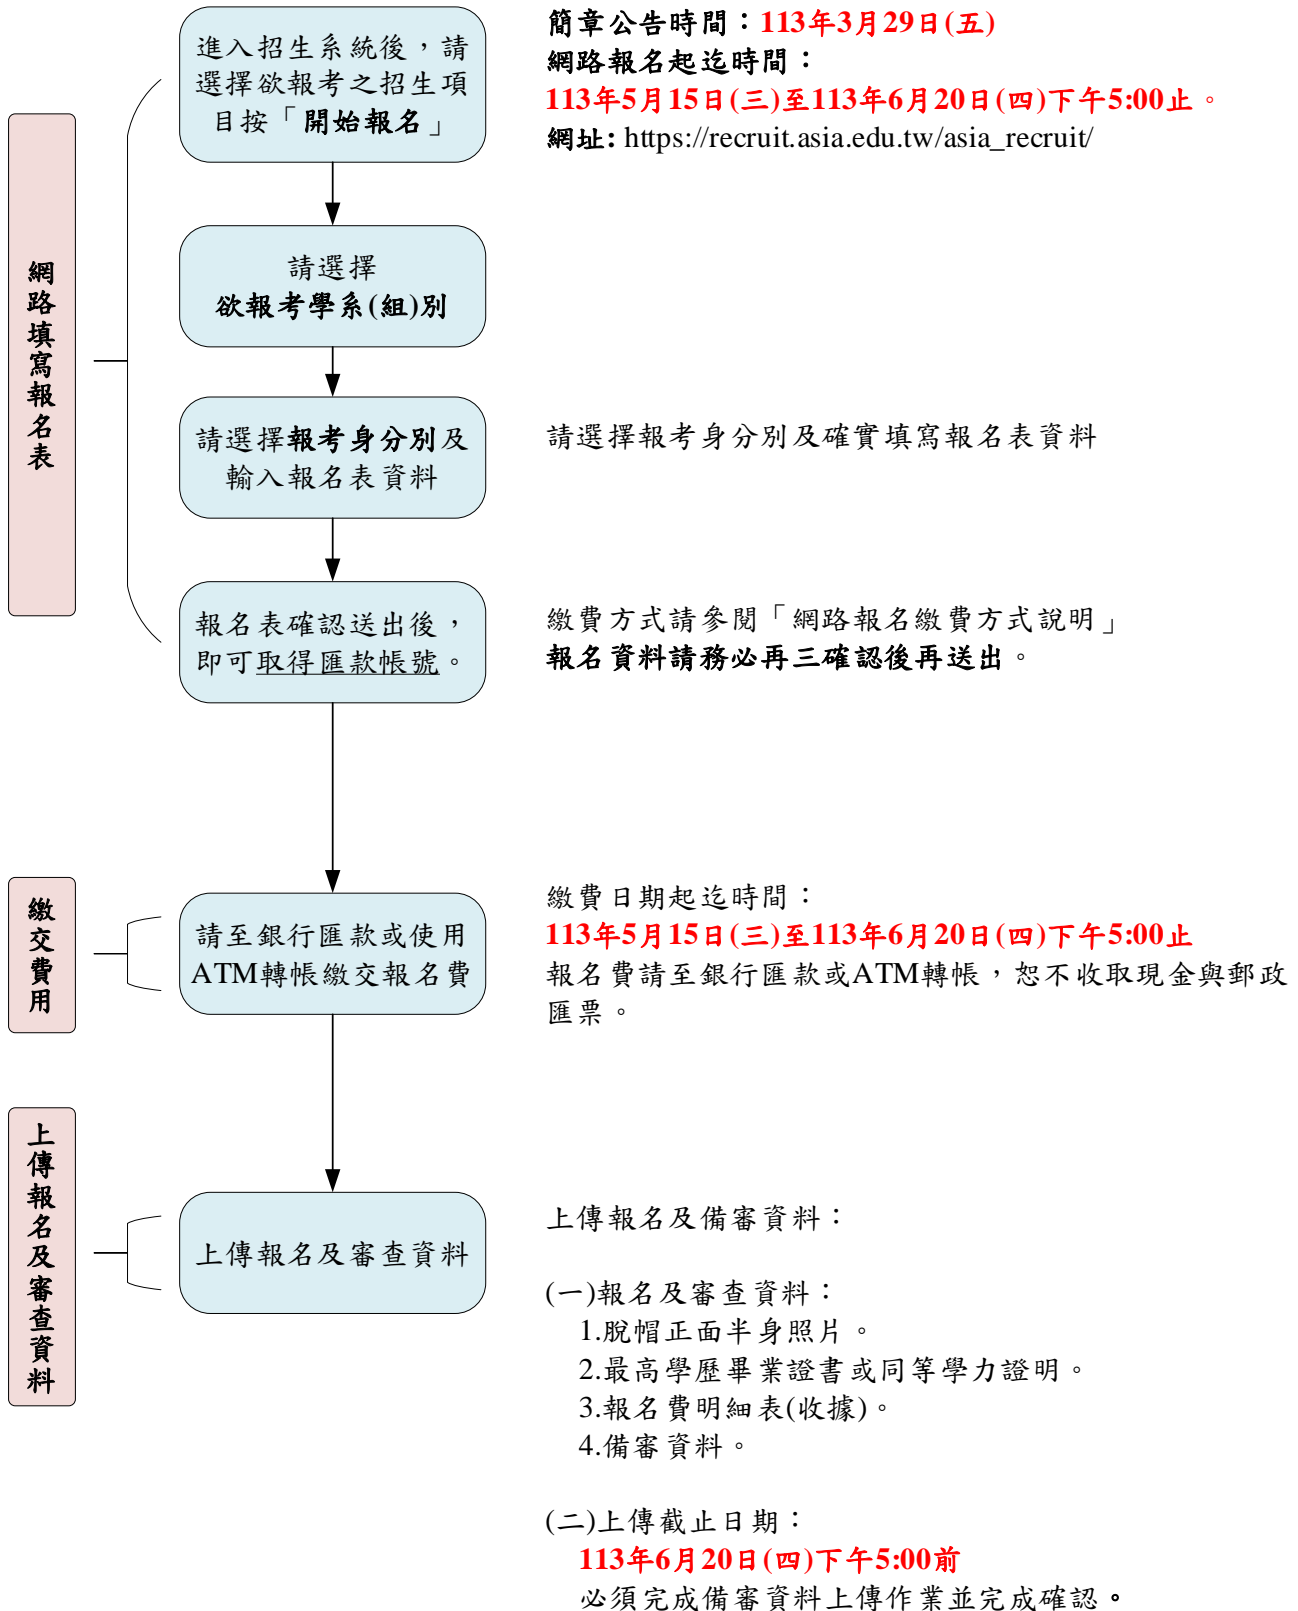 網路填寫報名表
進入招生系統後，請
選擇欲報考之招生項
目按「開始報名」
簡章公告時間：113年3月29日(五)
網路報名起迄時間：
113年5月15日(三)至113年6月20日(四)下午5:00止。
網址: https://recruit.asia.edu.tw/asia_recruit/
請選擇
欲報考學系(組)別
請選擇報考身分別及
輸入報名表資料
請選擇報考身分別及確實填寫報名表資料
報名表確認送出後，
即可取得匯款帳號。
繳費方式請參閱「網路報名繳費方式說明」
報名資料請務必再三確認後再送出。
繳交費用
請至銀行匯款或使用
ATM轉帳繳交報名費
繳費日期起迄時間：
113年5月15日(三)至113年6月20日(四)下午5:00止
報名費請至銀行匯款或ATM轉帳，恕不收取現金與郵政
匯票。
上傳報名及審查資料
上傳報名及審查資料
上傳報名及備審資料：
(一)報名及審查資料：
1.脫帽正面半身照片。
2.最高學歷畢業證書或同等學力證明。
3.報名費明細表(收據)。
4.備審資料。
(二)上傳截止日期：
113年6月20日(四)下午5:00前
必須完成備審資料上傳作業並完成確認。